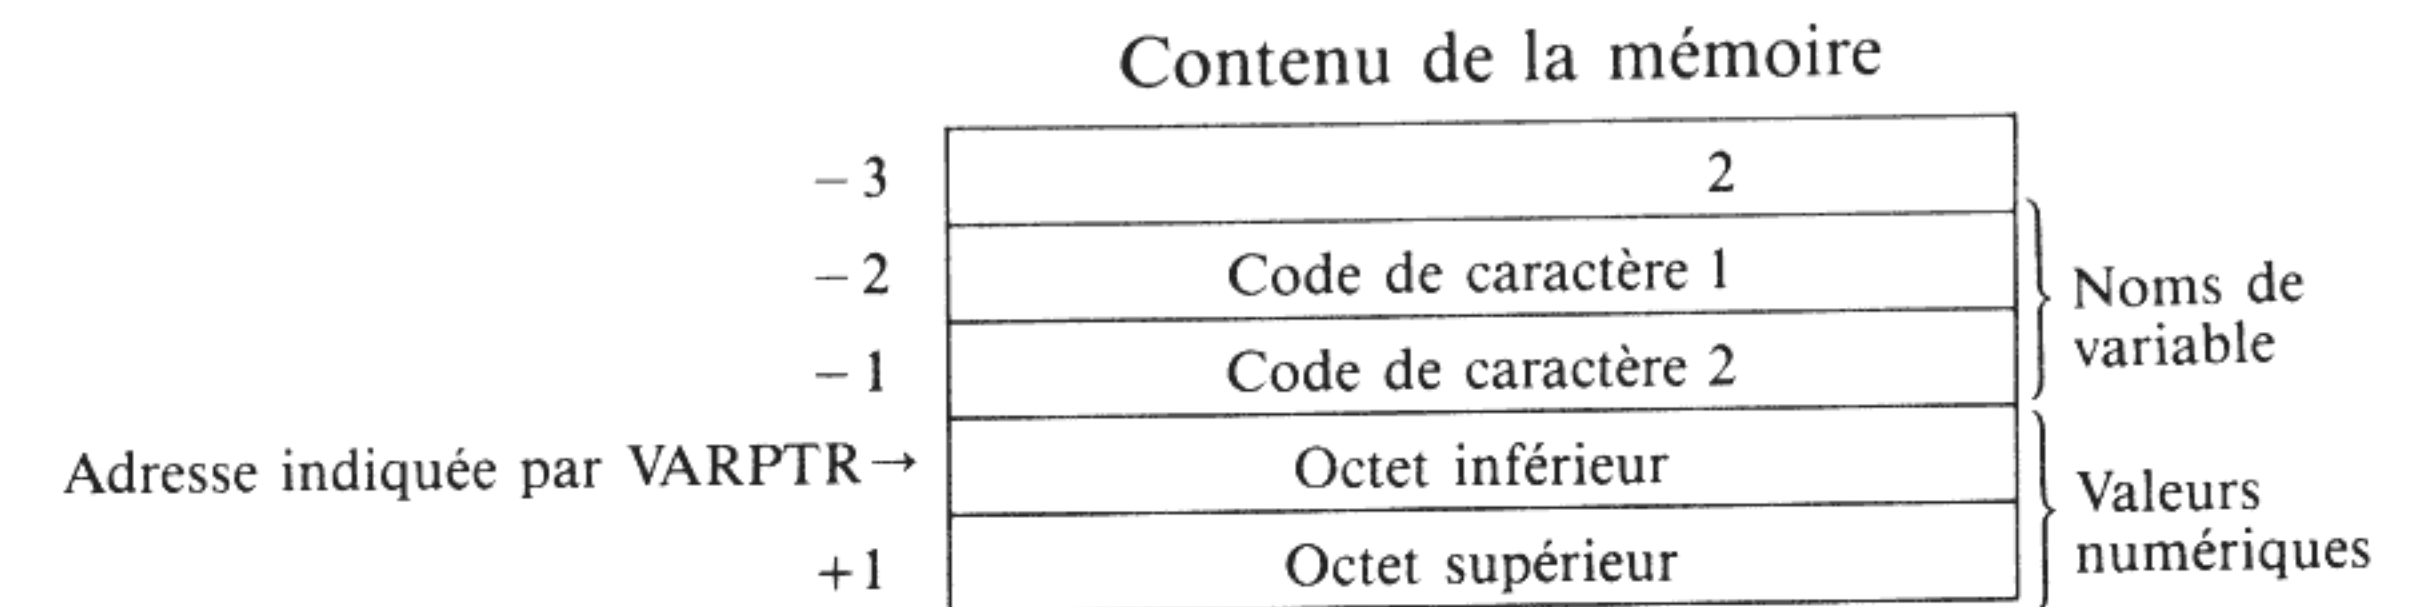 Contenu de la mémoire
−3 2
−2 Code de caractère 1
Noms de
variable
−1 Code de caractère 2
Adresse indiquée par VARPTR→ Octet inférieur
Valeurs
numériques
+1 Octet supérieur